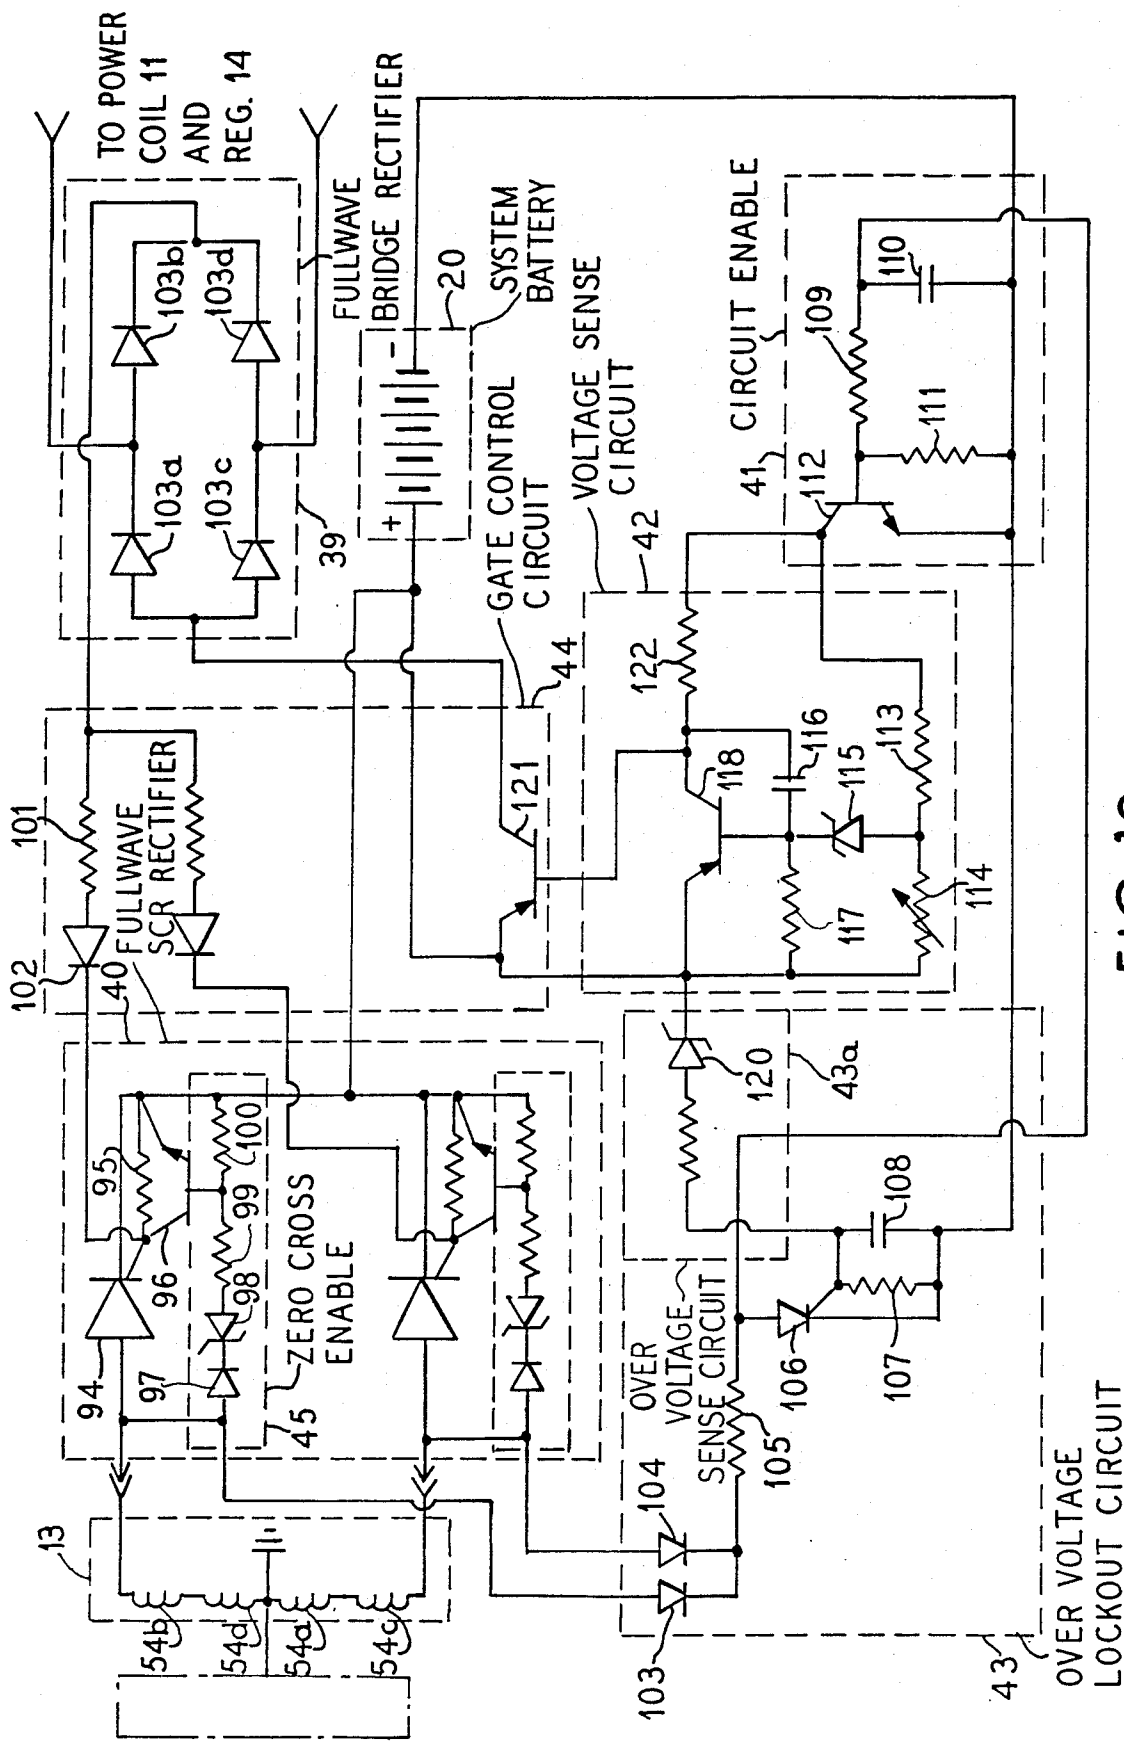 TO POWER
COIL 11
AND
REG. 14
FULLWAVE
BRIDGE RECTIFIER
103b
103d
103a
103c
39
20
SYSTEM
BATTERY
+
-
101
102
FULLWAVE
SCR RECTIFIER
40
GATE CONTROL
CIRCUIT
44
121
VOLTAGE SENSE
CIRCUIT
42
122
118
116
115
113
117
114
CIRCUIT ENABLE
41
112
109
110
111
13
54b
54d
54a
54c
94
95
96
97
98
99
100
45
ZERO CROSS
ENABLE
120
43a
OVER
VOLTAGE
SENSE CIRCUIT
103
104
105
106
107
108
43
OVER VOLTAGE
LOCKOUT CIRCUIT